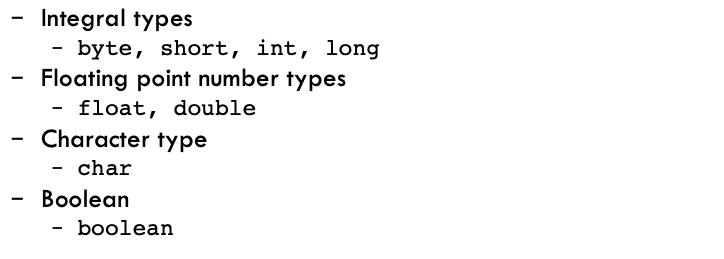 - Integral types
- byte, short, int, long
- Floating point number types
- float, double
- Character type
- char
- Boolean
- boolean